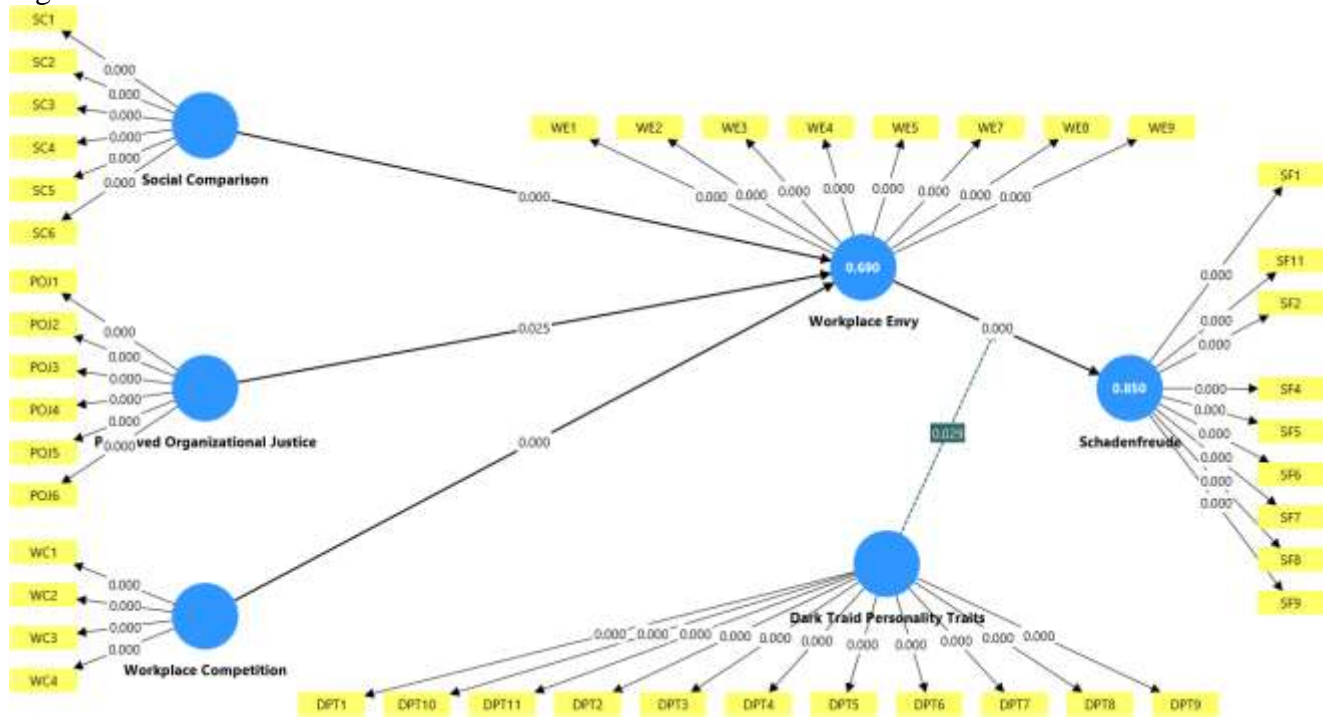 SC1
SC2
SC3
SC4
SC5
SC6
0.000
0.000
0.000
0.000
0.000
0.000
Social Comparison
POJ1
POJ2
POJ3
POJ4
POJ5
POJ6
0.000
0.000
0.000
0.000
0.000
0.000
ved Organizational Justice
WC1
WC2
WC3
WC4
0.000
0.000
0.000
0.000
Workplace Competition
0.000
0.025
0.000
WE1 WE2 WE3 WE4 WE5 WE7 WE8 WE9
0.000 0.000 0.000 0.000 0.000 0.000 0.000 0.000
0.690
Workplace Envy
0.000
0.029
0.850
Schadenfreude
0.000
0.000
0.000
0.000
0.000
0.000
0.000
0.000
0.000
SF1
SF11
SF2
SF4
SF5
SF6
SF7
SF8
SF9
Dark Traid Personality Traits
0.000 0.000 0.000 0.000 0.000 0.000 0.000 0.000 0.000 0.000 0.000
DPT1 DPT10 DPT11 DPT2 DPT3 DPT4 DPT5 DPT6 DPT7 DPT8 DPT9